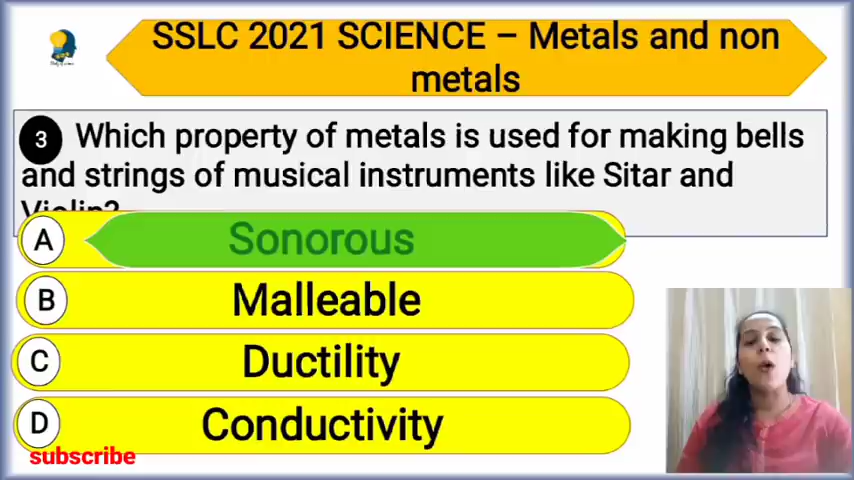 SSLC 2021 SCIENCE – Metals and non
metals
3 Which property of metals is used for making bells
and strings of musical instruments like Sitar and
Violin?
A Sonorous
B Malleable
C Ductility
D Conductivity
subscribe